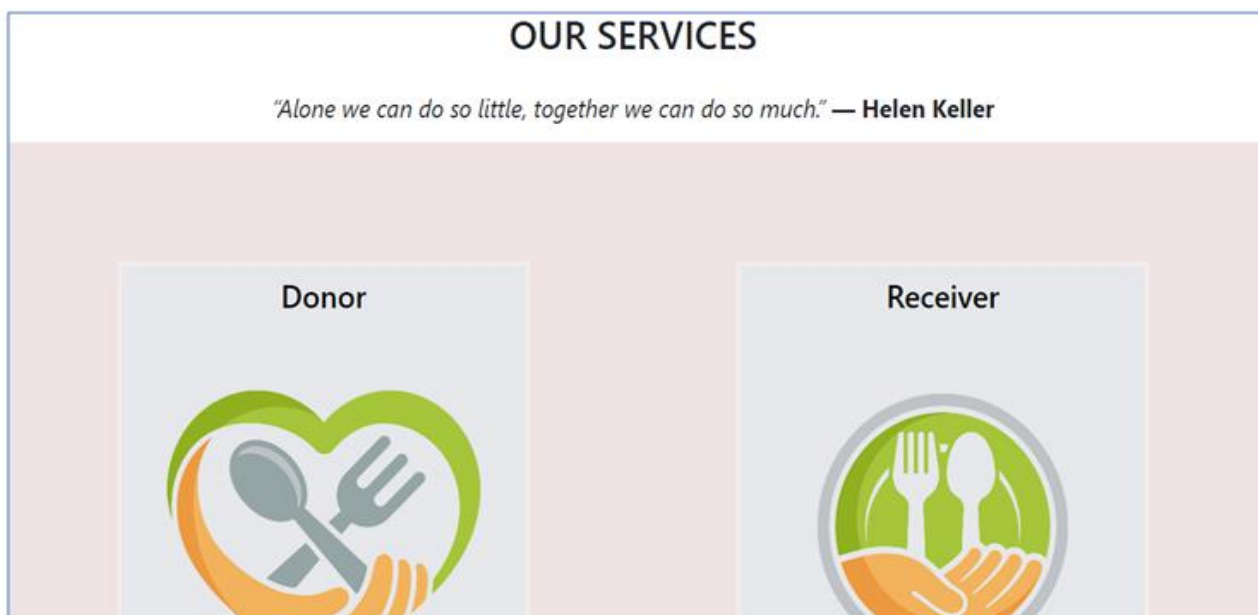 OUR SERVICES
“Alone we can do so little, together we can do so much.” — Helen Keller
Donor
Receiver